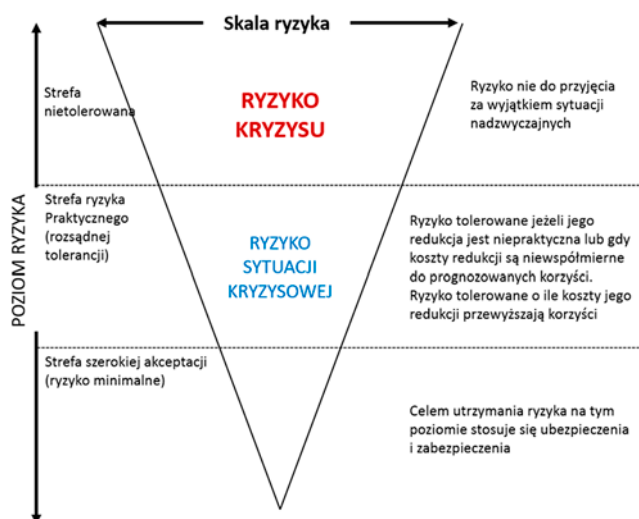 Skala ryzyka
Strefa
nietolerowana
RYZYKO
KRYZYSU
Ryzyko nie do przyjęcia
za wyjątkiem sytuacji
nadzwyczajnych
POZIOM RYZYKA
Strefa ryzyka
Praktycznego
(rozsądnej
tolerancji)
RYZYKO
SYTUACJI
KRYZYSOWEJ
Ryzyko tolerowane jeżeli jego
redukcja jest niepraktyczna lub gdy
koszty redukcji są niewspółmierne
do prognozowanych korzyści.
Ryzyko tolerowane o ile koszty jego
redukcji przewyższają korzyści
Strefa szerokiej akceptacji
(ryzyko minimalne)
Celem utrzymania ryzyka na tym
poziomie stosuje się ubezpieczenia
i zabezpieczenia